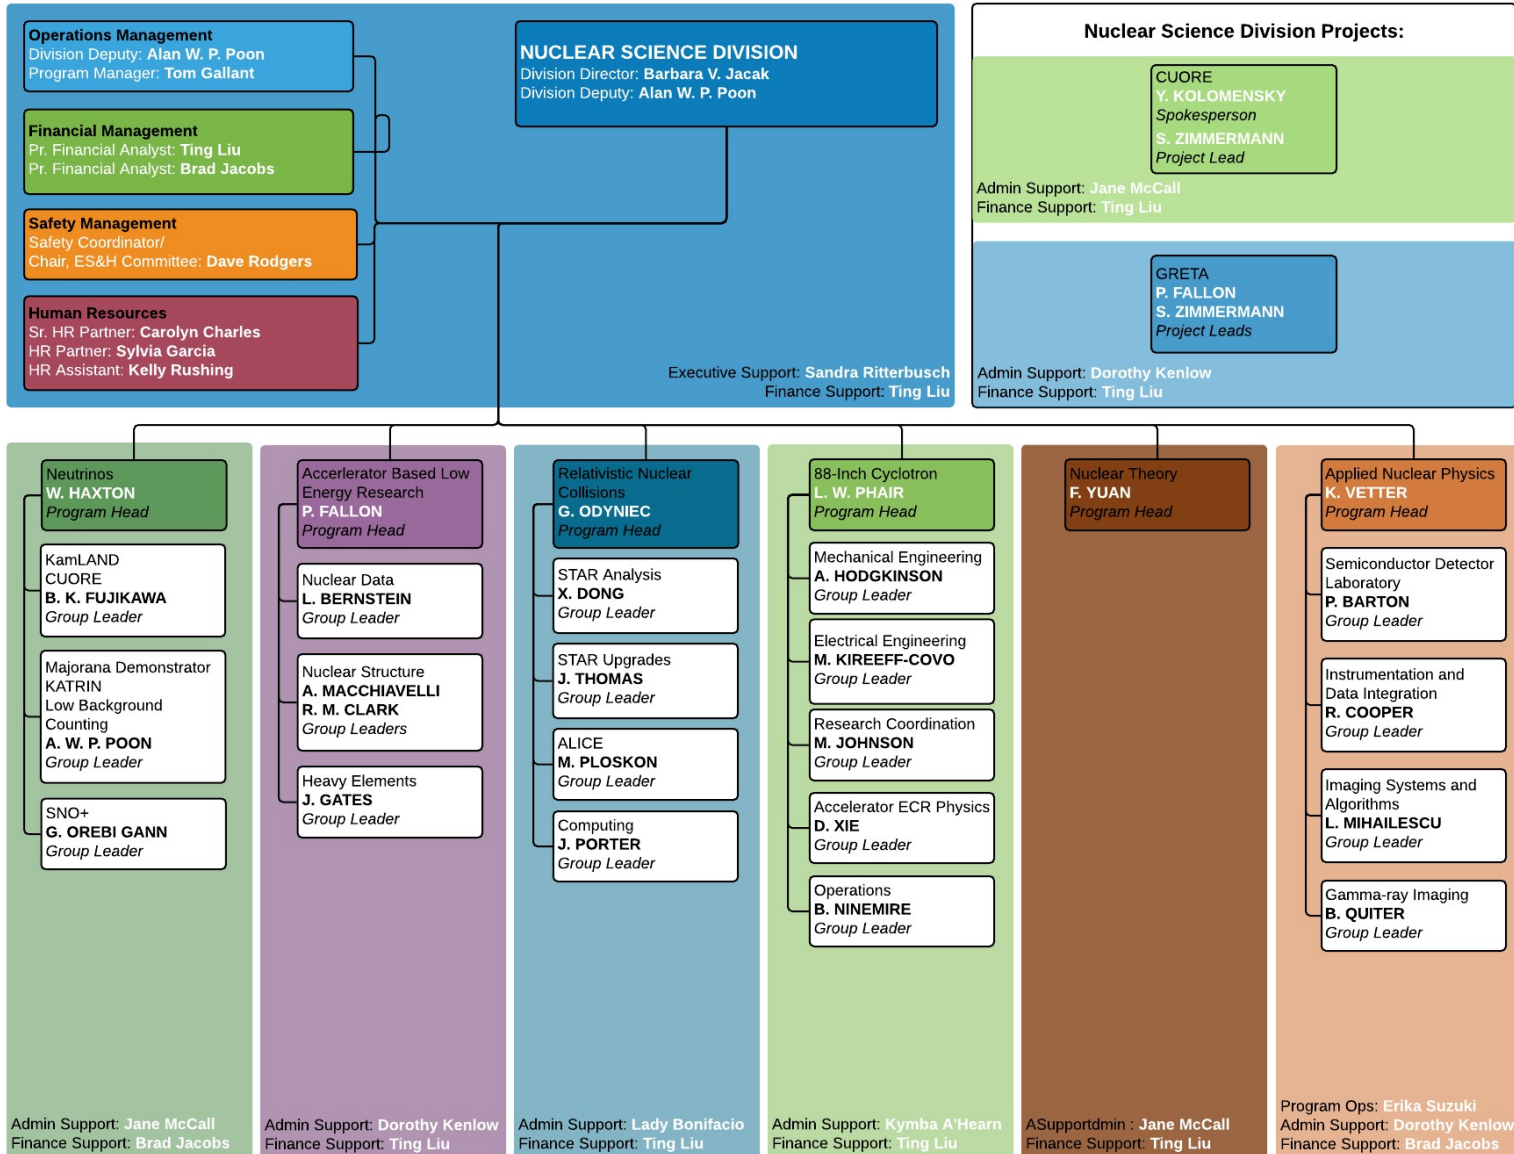 Operations Management
Division Deputy: Alan W. P. Poon
Program Manager: Tom Gallant
Financial Management
Pr. Financial Analyst: Ting Liu
Pr. Financial Analyst: Brad Jacobs
Safety Management
Safety Coordinator/
Chair, ES&H Committee: Dave Rodgers
Human Resources
Sr. HR Partner: Carolyn Charles
HR Partner: Sylvia Garcia
HR Assistant: Kelly Rushing
NUCLEAR SCIENCE DIVISION
Division Director: Barbara V. Jacak
Division Deputy: Alan W. P. Poon
Executive Support: Sandra Ritterbusch
Finance Support: Ting Liu
Nuclear Science Division Projects:
CUORE
Y. KOLOMENSKY
Spokesperson
S. ZIMMERMANN
Project Lead
Admin Support: Jane McCall
Finance Support: Ting Liu
GRETA
P. FALLON
S. ZIMMERMANN
Project Leads
Admin Support: Dorothy Kenlow
Finance Support: Ting Liu
Neutrinos
W. HAXTON
Program Head
KamLAND
CUORE
B. K. FUJIKAWA
Group Leader
Majorana Demonstrator
KATRIN
Low Background
Counting
A. W. P. POON
Group Leader
SNO+
G. OREBI GANN
Group Leader
Admin Support: Jane McCall
Finance Support: Brad Jacobs
Accerlerator Based Low
Energy Research
P. FALLON
Program Head
Nuclear Data
L. BERNSTEIN
Group Leader
Nuclear Structure
A. MACCHIAVELLI
R. M. CLARK
Group Leaders
Heavy Elements
J. GATES
Group Leader
Admin Support: Dorothy Kenlow
Finance Support: Ting Liu
Relativistic Nuclear
Collisions
G. ODYNIEC
Program Head
STAR Analysis
X. DONG
Group Leader
STAR Upgrades
J. THOMAS
Group Leader
ALICE
M. PLOSKON
Group Leader
Computing
J. PORTER
Group Leader
Admin Support: Lady Bonifacio
Finance Support: Ting Liu
88-Inch Cyclotron
L. W. PHAIR
Program Head
Mechanical Engineering
A. HODGKINSON
Group Leader
Electrical Engineering
M. KIREEFF-COVO
Group Leader
Research Coordination
M. JOHNSON
Group Leader
Accelerator ECR Physics
D. XIE
Group Leader
Operations
B. NINEMIRE
Group Leader
Admin Support: Kymba A'Hearn
Finance Support: Ting Liu
Nuclear Theory
F. YUAN
Program Head
ASupportdmin : Jane McCall
Finance Support: Ting Liu
Applied Nuclear Physics
K. VETTER
Program Head
Semiconductor Detector
Laboratory
P. BARTON
Group Leader
Instrumentation and
Data Integration
R. COOPER
Group Leader
Imaging Systems and
Algorithms
L. MIHAILESCU
Group Leader
Gamma-ray Imaging
B. QUITER
Group Leader
Program Ops: Erika Suzuki
Admin Support: Dorothy Kenlow
Finance Support: Brad Jacobs